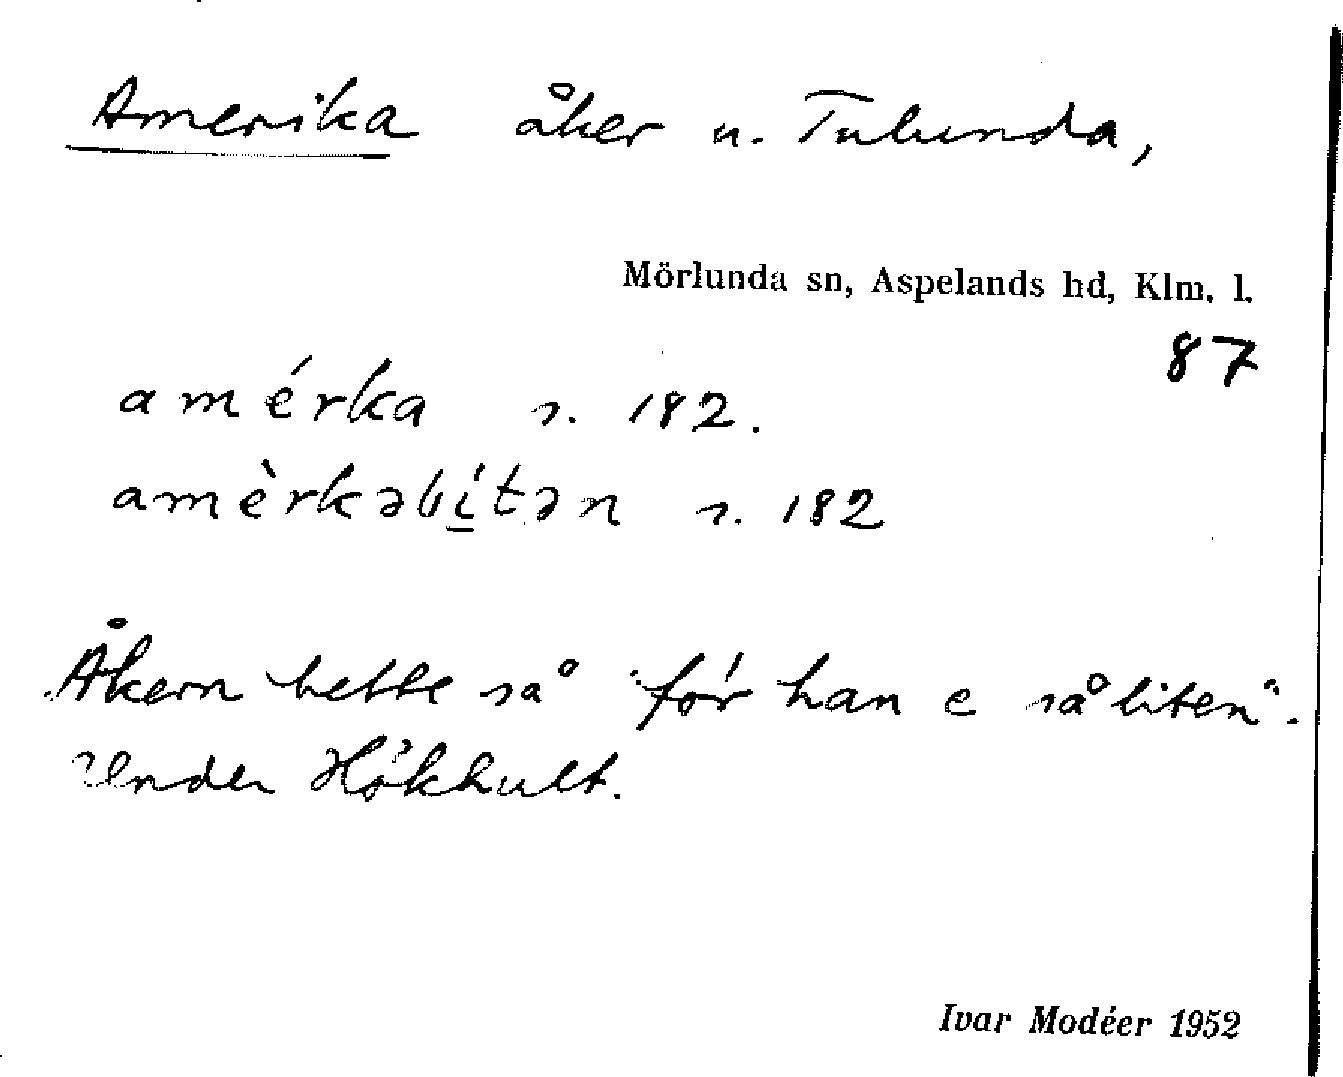 Amerika åker u. Tulunda,
Mörlunda sn, Aspelands hd, Klm. l.
87
amérka s. 182.
amèrkəbítən s. 182
Åkern hette så "för han e så liten".
Under Hökhult.
Ivar Modéer 1952